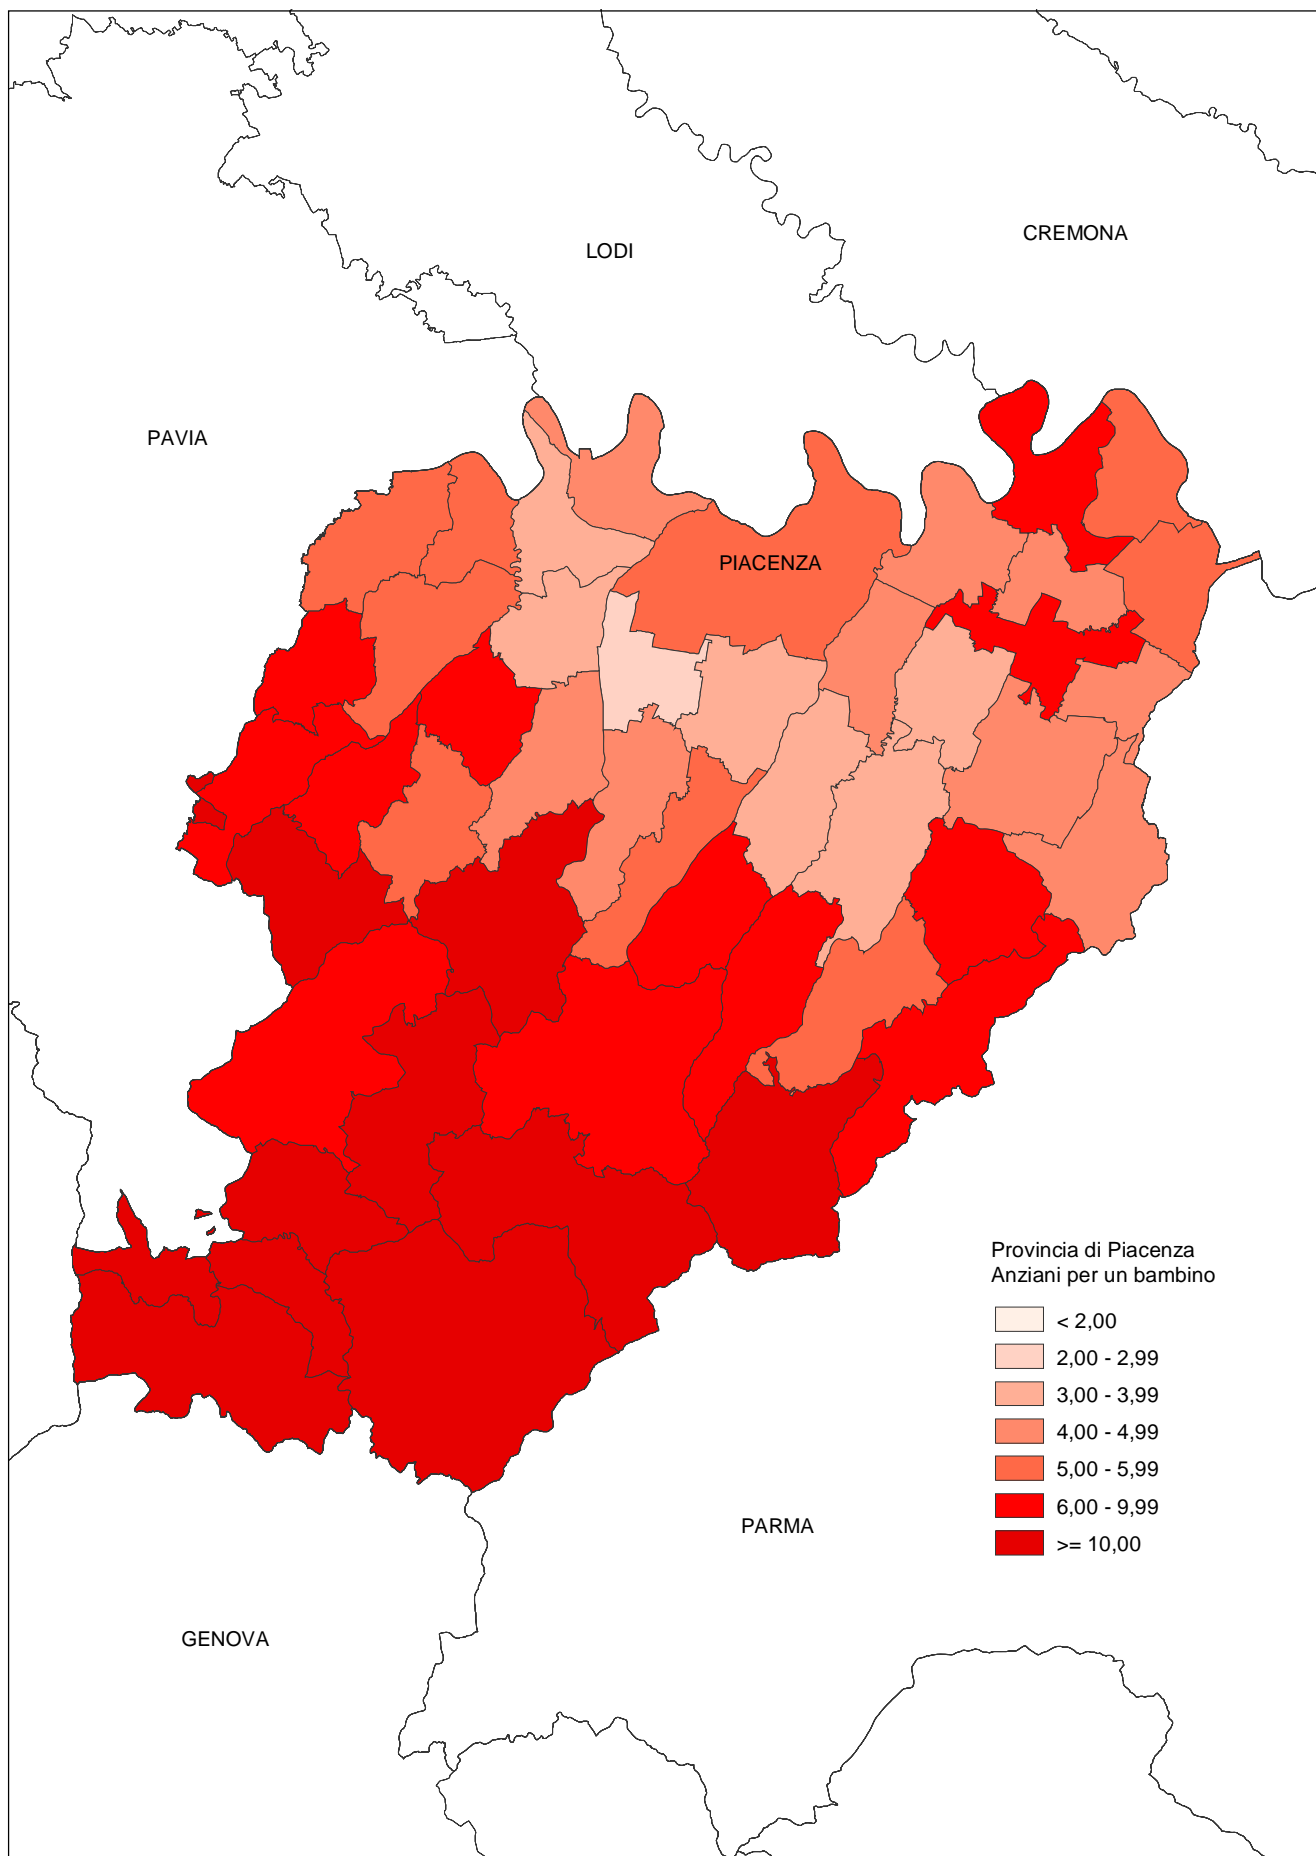 CREMONA
LODI
PAVIA
PIACENZA
Provincia di Piacenza
Anziani per un bambino
< 2,00
2,00 - 2,99
3,00 - 3,99
4,00 - 4,99
5,00 - 5,99
6,00 - 9,99
>= 10,00
PARMA
GENOVA